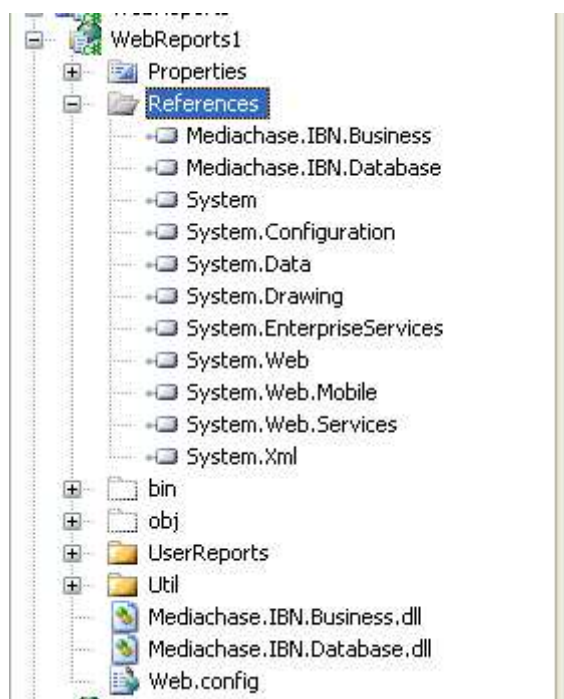 WebReports1
Properties
References
Mediachase.IBN.Business
Mediachase.IBN.Database
System
System.Configuration
System.Data
System.Drawing
System.EnterpriseServices
System.Web
System.Web.Mobile
System.Web.Services
System.Xml
bin
obj
UserReports
Util
Mediachase.IBN.Business.dll
Mediachase.IBN.Database.dll
Web.config